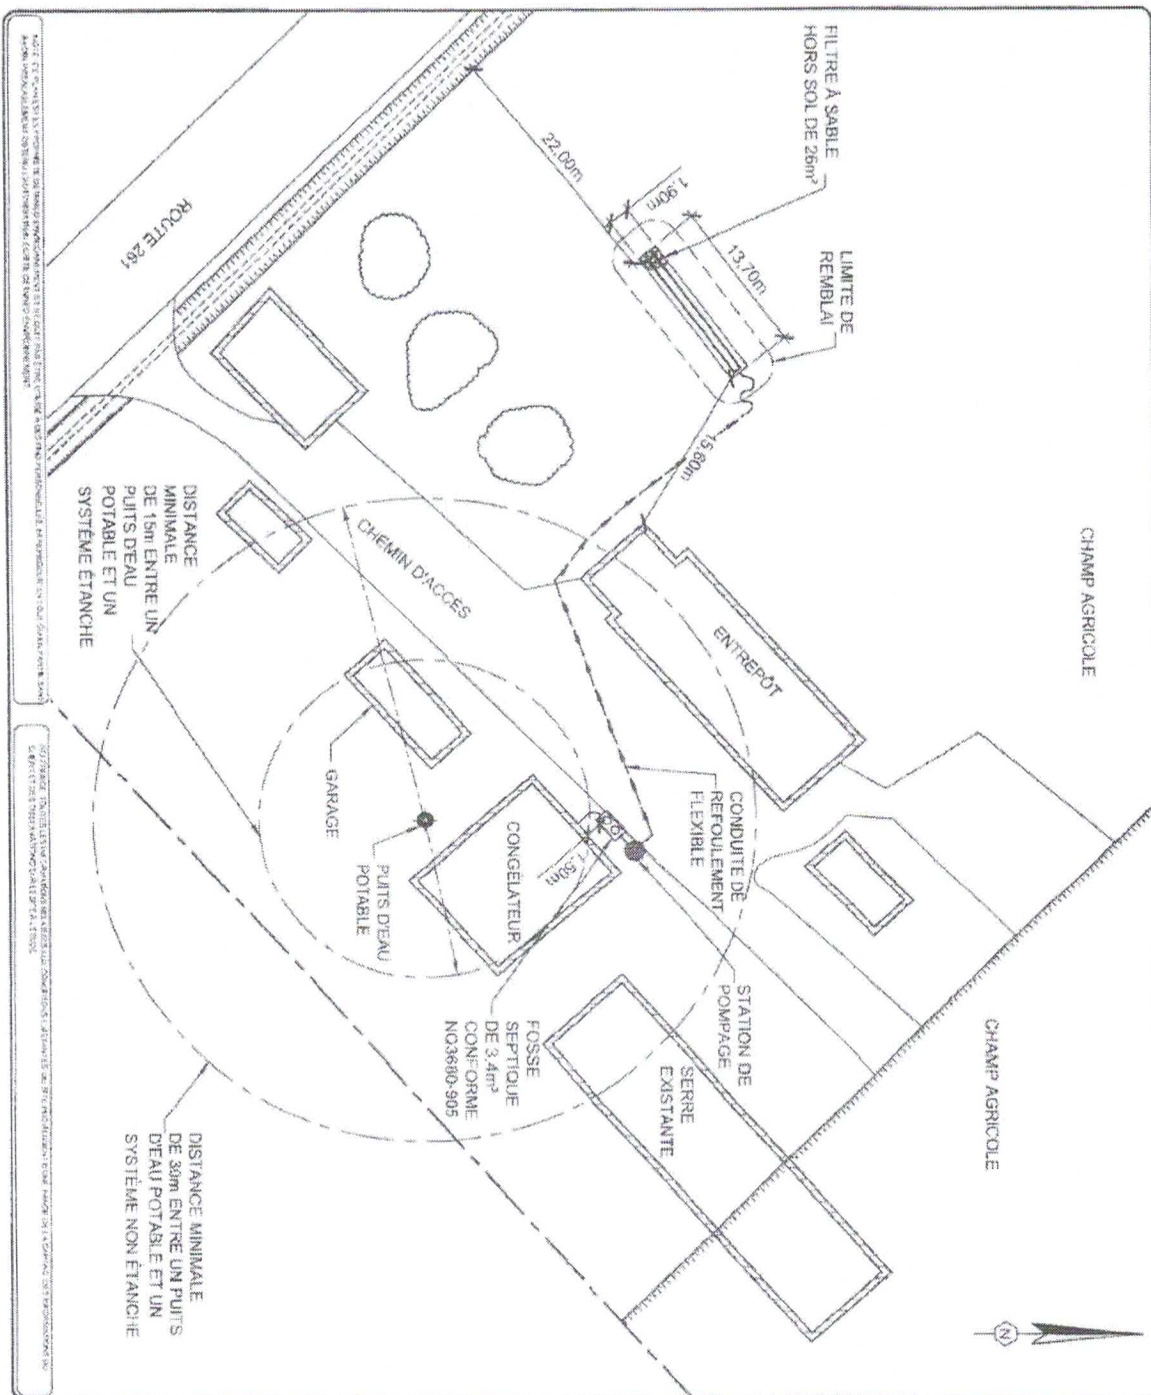 CHAMP AGRICOLE
CHAMP AGRICOLE
N
FILTRE À SABLE
HORS SOL DE 26m²
LIMITE DE
REMBLAI
22,00m
1,90m
13,70m
15,80m
ROUTE 261
ENTREPÔT
CHEMIN D'ACCÈS
CONDUITE DE
REFOULEMENT
FLEXIBLE
STATION DE
POMPAGE
SERRE
EXISTANTE
1,50m
CONGÉLATEUR
GARAGE
PUITS D'EAU
POTABLE
FOSSE
SEPTIQUE
DE 3.4m³
CONFORME
NQ3680-905
DISTANCE
MINIMALE
DE 15m ENTRE UN
PUITS D'EAU
POTABLE ET UN
SYSTÈME ÉTANCHE
DISTANCE MINIMALE
DE 30m ENTRE UN PUITS
D'EAU POTABLE ET UN
SYSTÈME NON ÉTANCHE